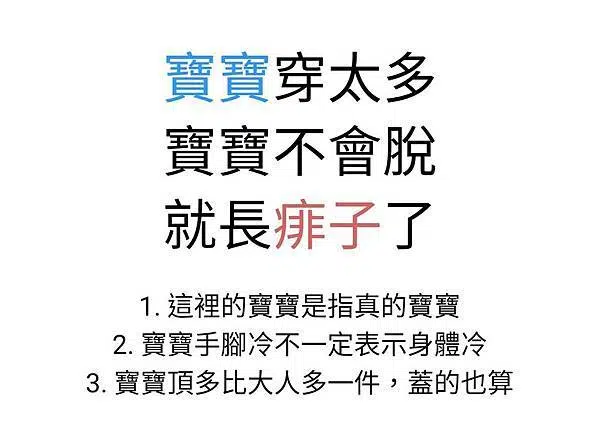 寶寶穿太多
寶寶不會脫
就長痱子了
1. 這裡的寶寶是指真的寶寶
2. 寶寶手腳冷不一定表示身體冷
3. 寶寶頂多比大人多一件，蓋的也算